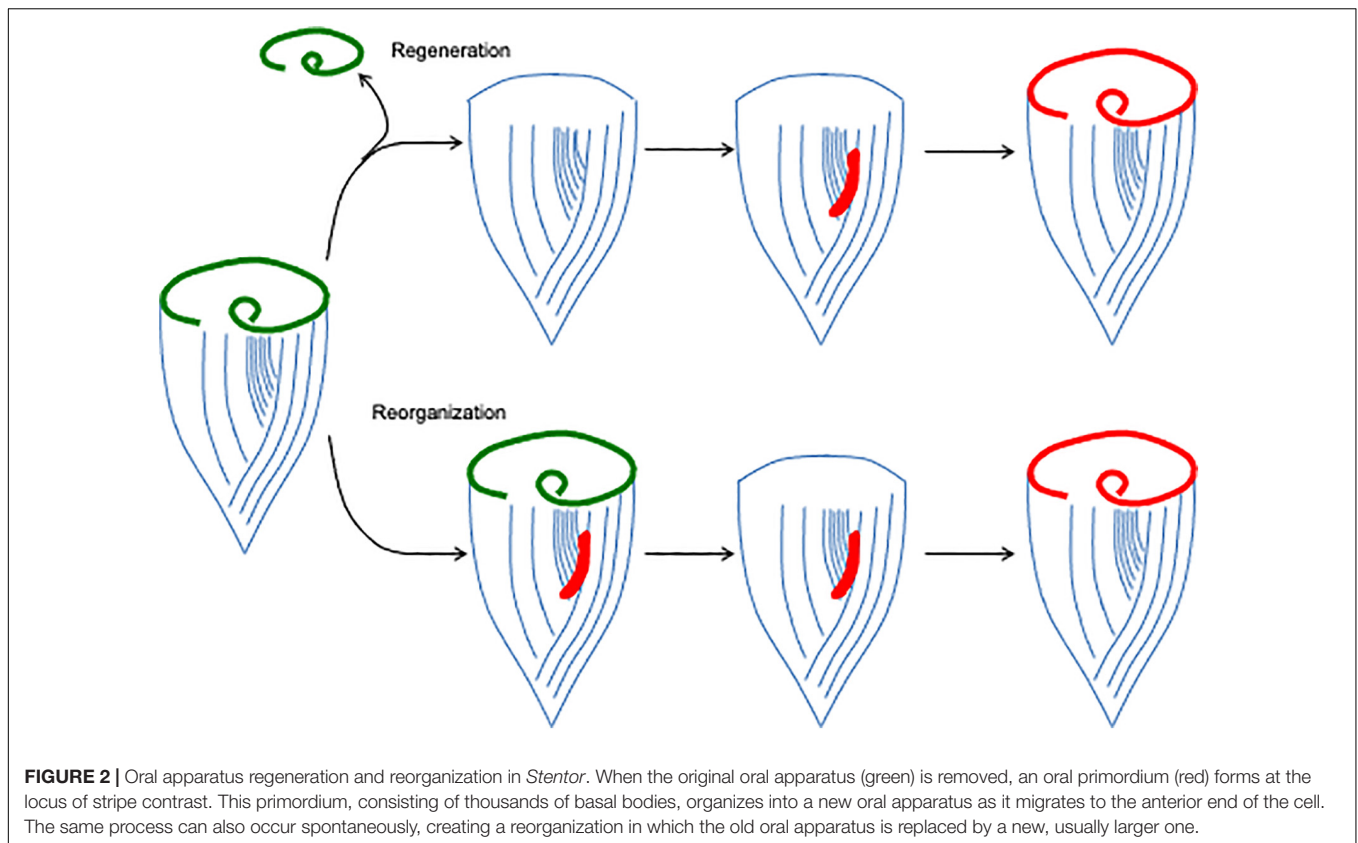 Regeneration
Reorganization
FIGURE 2 | Oral apparatus regeneration and reorganization in Stentor. When the original oral apparatus (green) is removed, an oral primordium (red) forms at the
locus of stripe contrast. This primordium, consisting of thousands of basal bodies, organizes into a new oral apparatus as it migrates to the anterior end of the cell.
The same process can also occur spontaneously, creating a reorganization in which the old oral apparatus is replaced by a new, usually larger one.